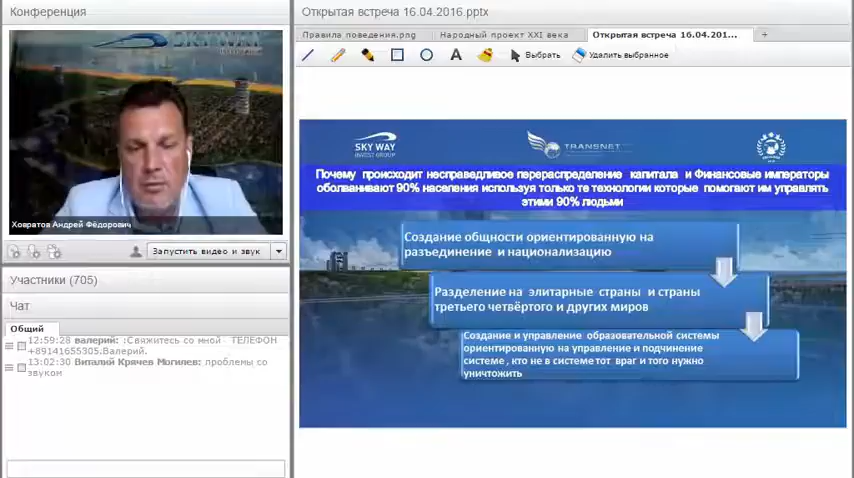 Конференция
SKY WAY
Ховратов Андрей Фёдорович
Запустить видео и звук
Участники (705)
Чат
Общий
12:59:28 валерий: :Свяжитесь со мной ТЕЛЕФОН
+89141655305.Валерий.
13:02:30 Виталий Крячев Могилев: проблемы со
звуком
Открытая встреча 16.04.2016.pptx
Правила поведения.png
Народный проект XXI века
Открытая встреча 16.04.201...
+
A
Выбрать
Удалить выбранное
SKY WAY
INVEST GROUP
TRANSNET
Почему происходит несправедливое перераспределение капитала и Финансовые императоры
оболванивают 90% населения используя только те технологии которые помогают им управлять
этими 90% людьми
Создание общности ориентированную на
разъединение и национализацию
Разделение на элитарные страны и страны
третьего четвёртого и других миров
Создание и управление образовательной системы
ориентированную на управление и подчинение
системе , кто не в системе тот враг и того нужно
уничтожить